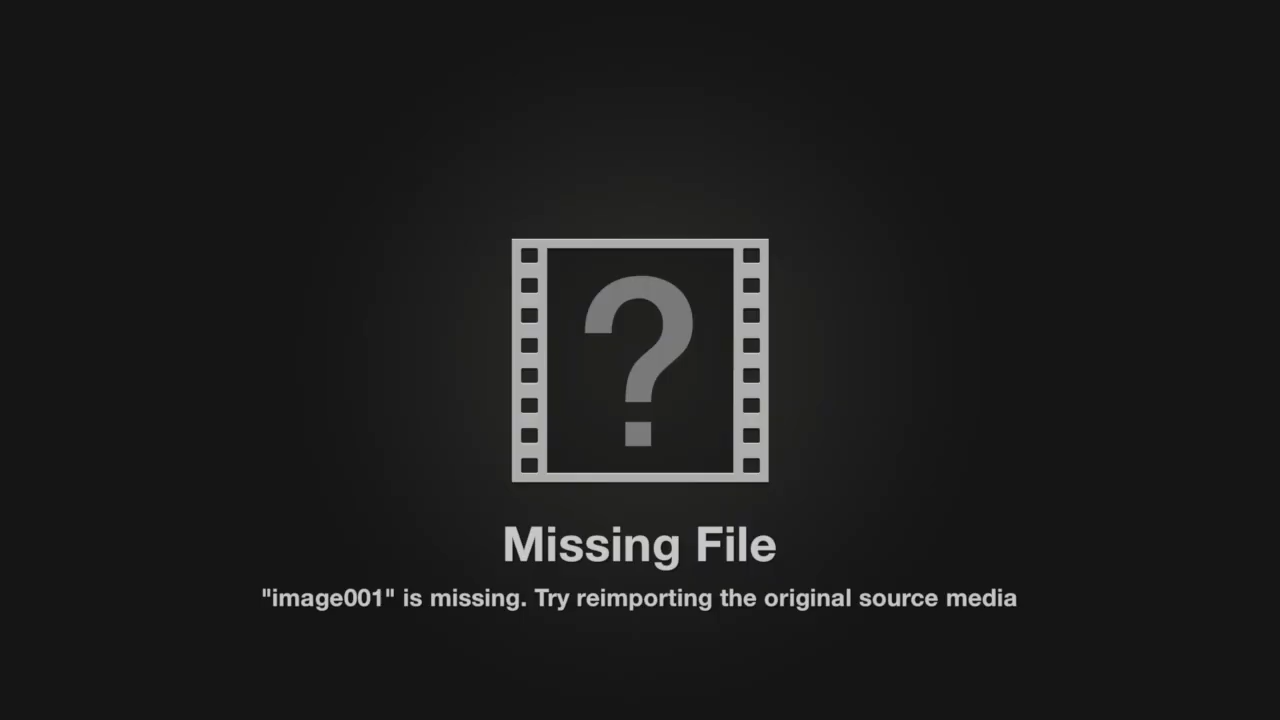 ?
Missing File
"image001" is missing. Try reimporting the original source media